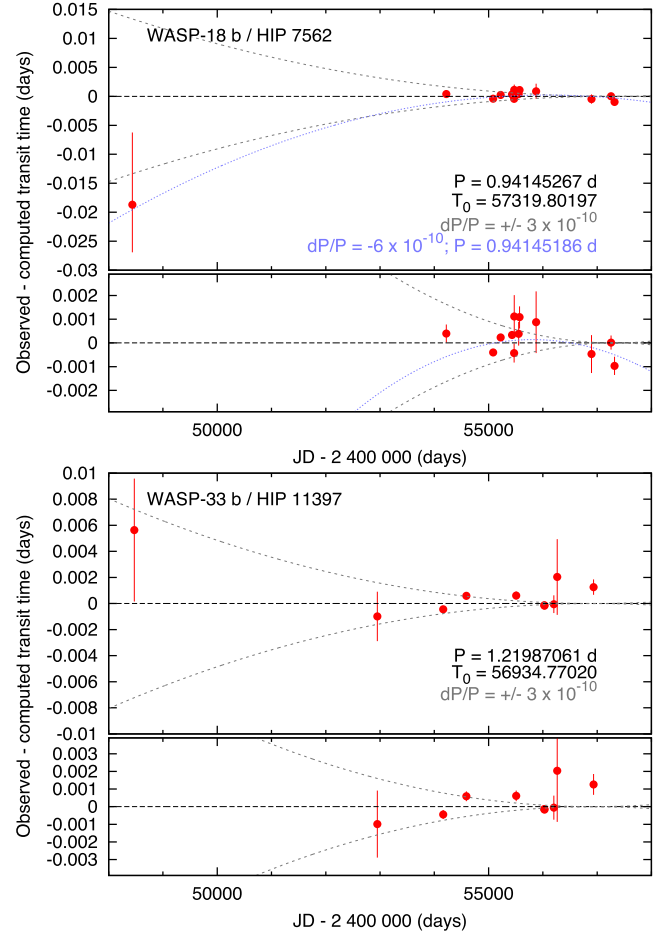 Observed - computed transit time (days)
0.015
0.01
0.005
0
-0.005
-0.01
-0.015
-0.02
-0.025
-0.03
WASP-18 b / HIP 7562
P = 0.94145267 d
T0 = 57319.80197
dP/P = +/- 3 x 10^-10
dP/P = -6 x 10^-10; P = 0.94145186 d
0.002
0.001
0
-0.001
-0.002
50000 55000
JD - 2 400 000 (days)
Observed - computed transit time (days)
0.01
0.008
0.006
0.004
0.002
0
-0.002
-0.004
-0.006
-0.008
-0.01
WASP-33 b / HIP 11397
P = 1.21987061 d
T0 = 56934.77020
dP/P = +/- 3 x 10^-10
0.003
0.002
0.001
0
-0.001
-0.002
-0.003
50000 55000
JD - 2 400 000 (days)